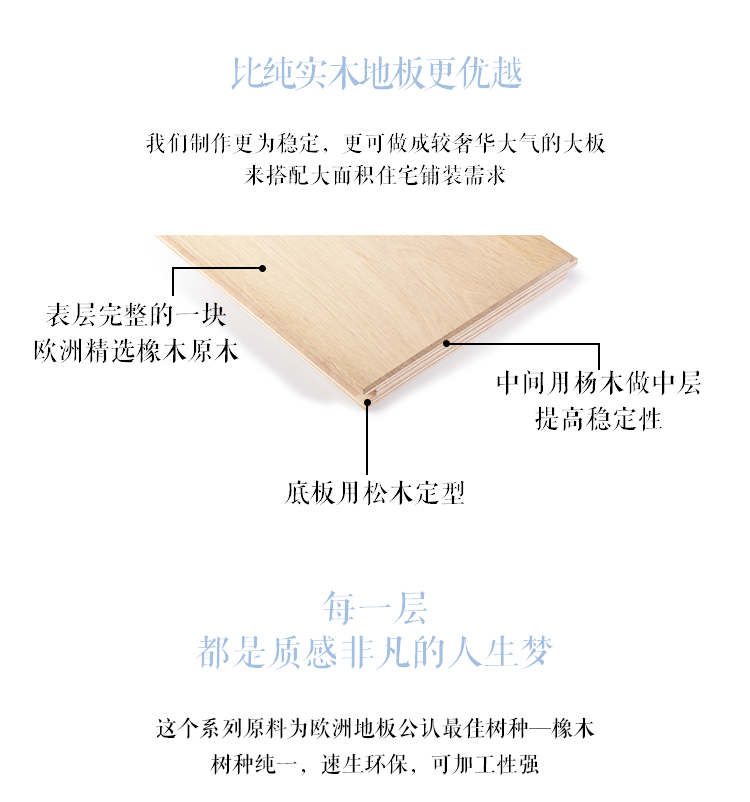 比纯实木地板更优越
我们制作更为稳定，更可做成较奢华大气的大板
来搭配大面积住宅铺装需求
表层完整的一块
欧洲精选橡木原木
中间用杨木做中层
提高稳定性
底板用松木定型
每一层
都是质感非凡的人生梦
这个系列原料为欧洲地板公认最佳树种—橡木
树种纯一，速生环保，可加工性强